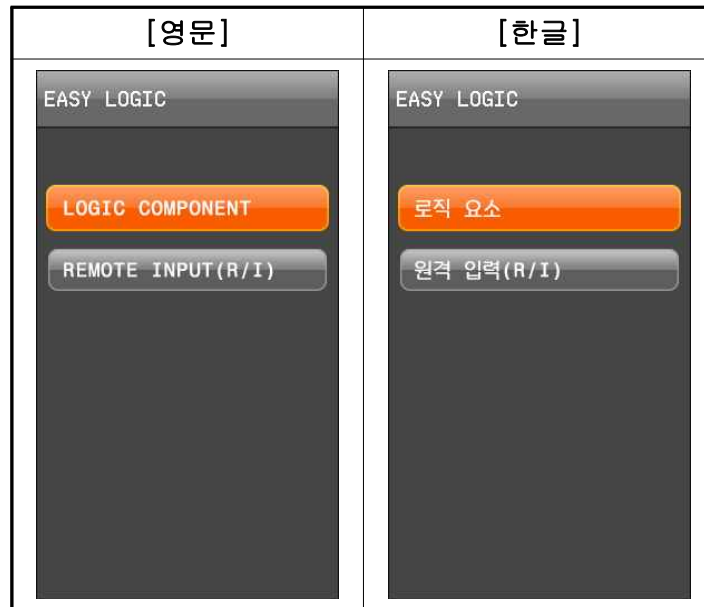 [영문]
[한글]
EASY LOGIC
LOGIC COMPONENT
REMOTE INPUT(R/I)
EASY LOGIC
로직 요소
원격 입력(R/I)